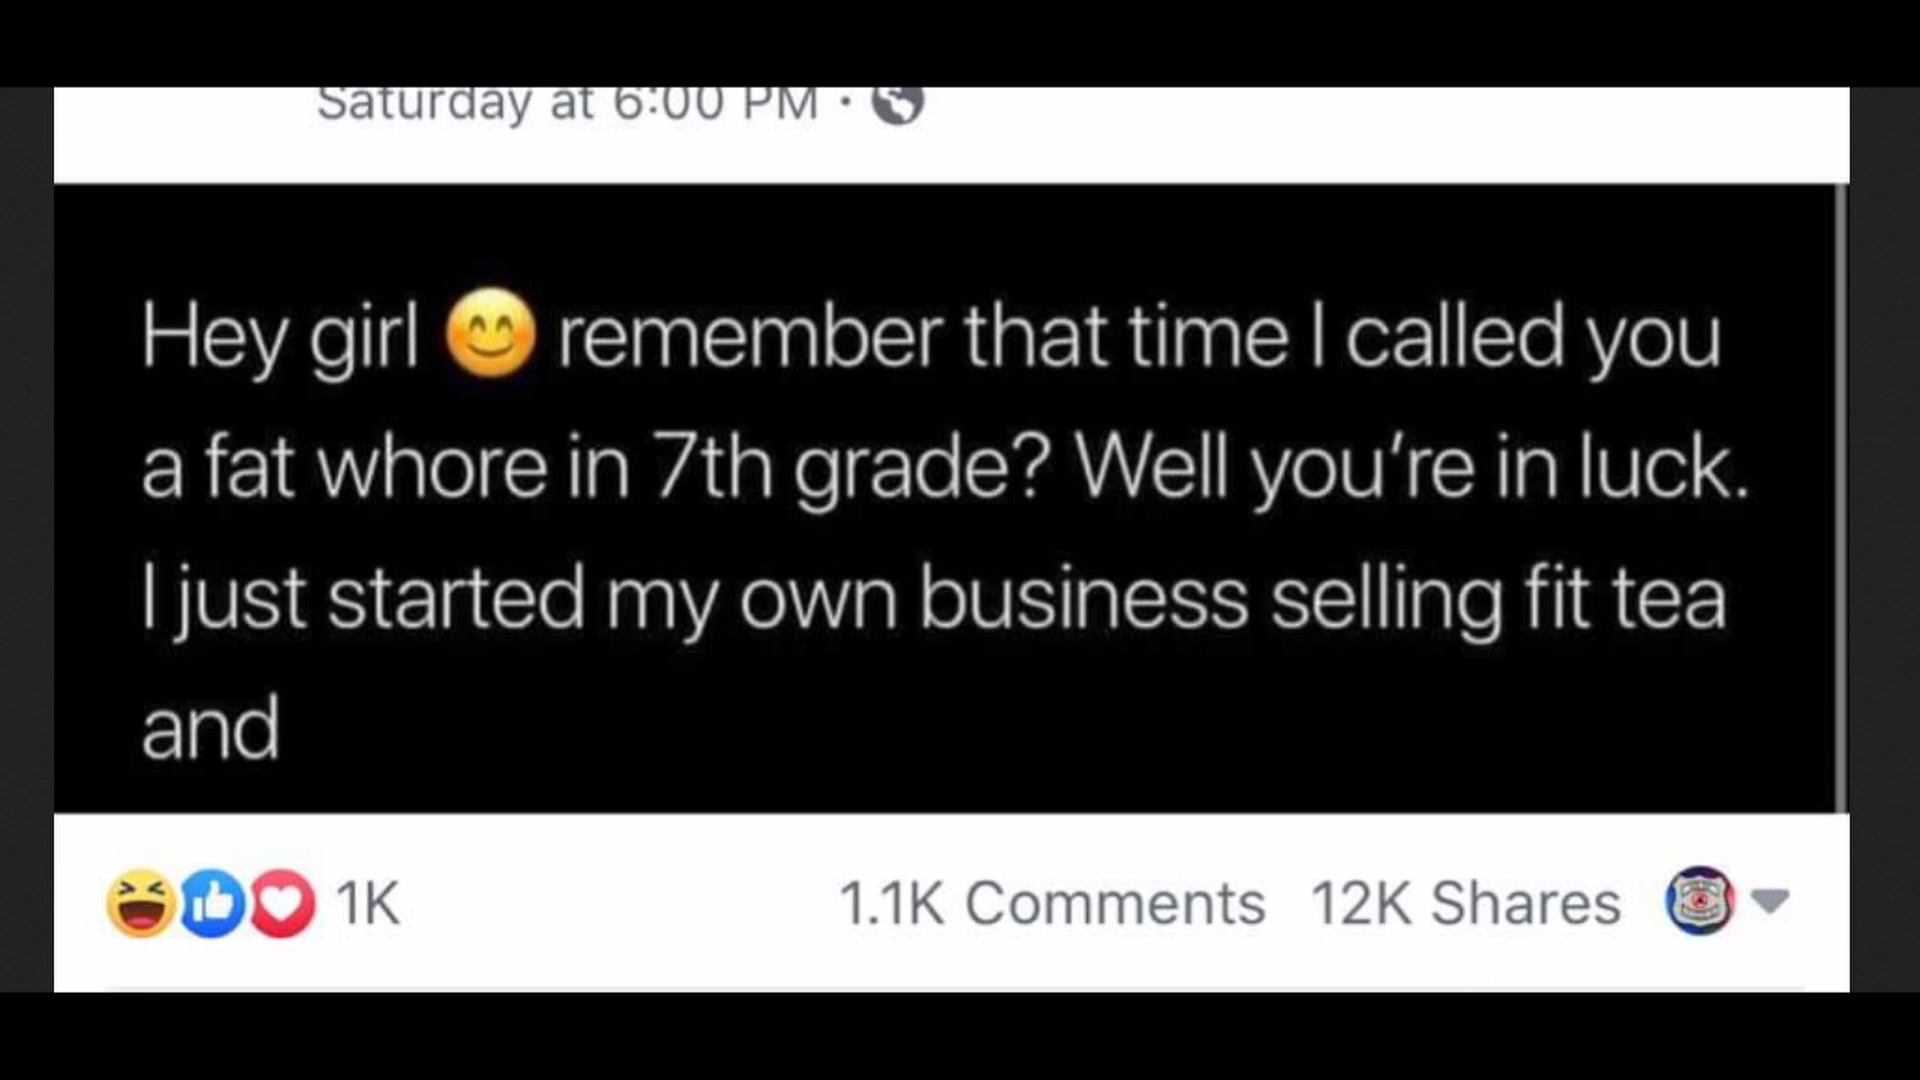 Saturday at 6:00 PM ·
Hey girl 😊 remember that time I called you
a fat whore in 7th grade? Well you’re in luck.
I just started my own business selling fit tea
and
1K 1.1K Comments 12K Shares